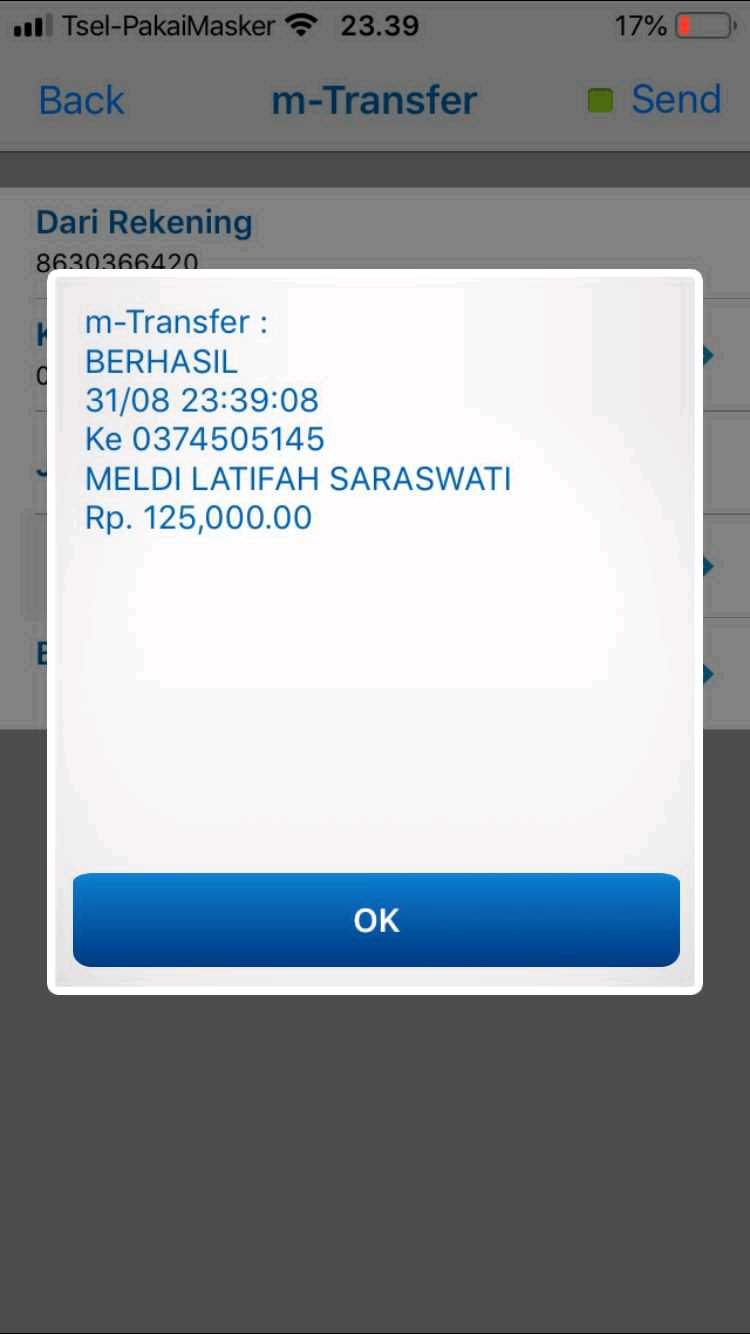 Tsel-PakaiMasker 23.39 17%
Back m-Transfer Send
Dari Rekening
8630366420
m-Transfer :
BERHASIL
31/08 23:39:08
Ke 0374505145
MELDI LATIFAH SARASWATI
Rp. 125,000.00
OK